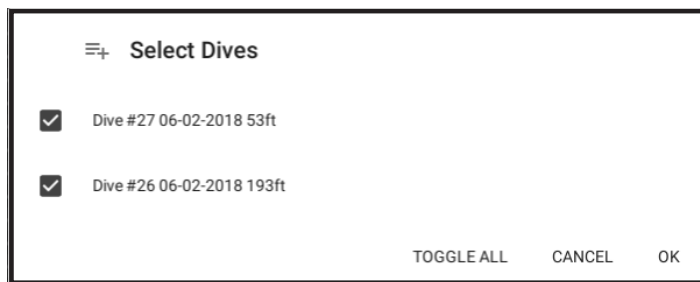 Select Dives
Dive #27 06-02-2018 53ft
Dive #26 06-02-2018 193ft
TOGGLE ALL CANCEL OK